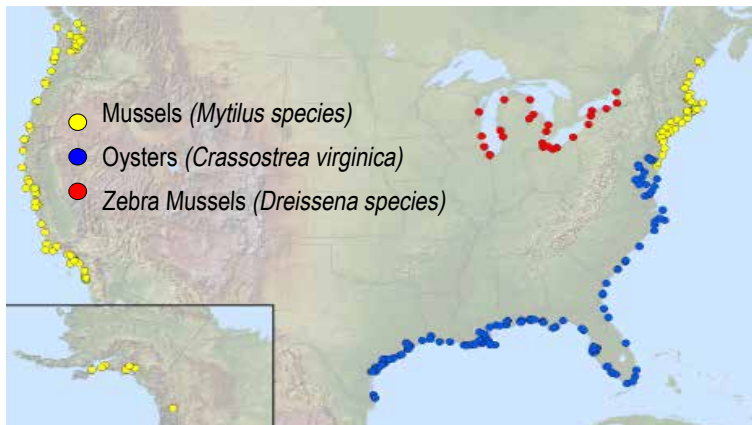 Mussels (Mytilus species)
Oysters (Crassostrea virginica)
Zebra Mussels (Dreissena species)